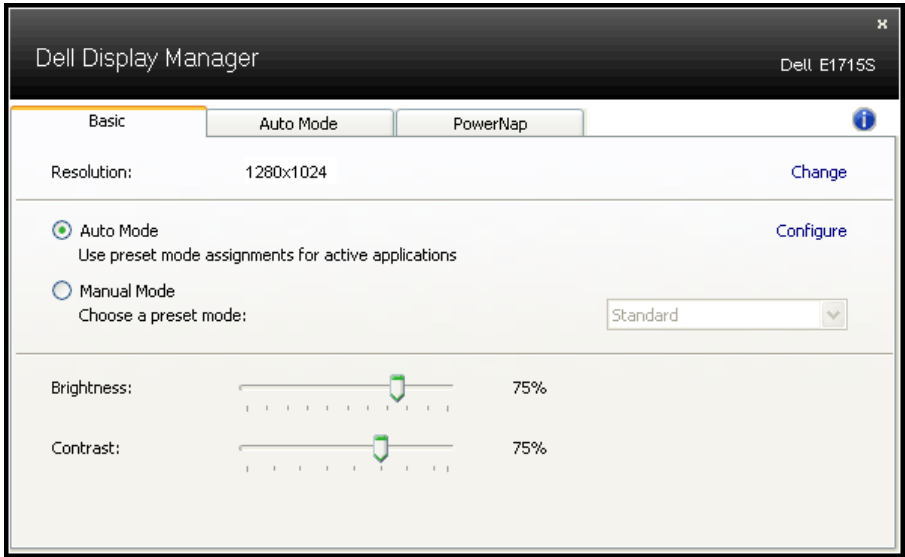 x
Dell Display Manager
Dell E1715S
Basic
Auto Mode
PowerNap
i
Resolution:
1280x1024
Change
Auto Mode
Configure
Use preset mode assignments for active applications
Manual Mode
Choose a preset mode:
Standard
Brightness:
75%
Contrast:
75%